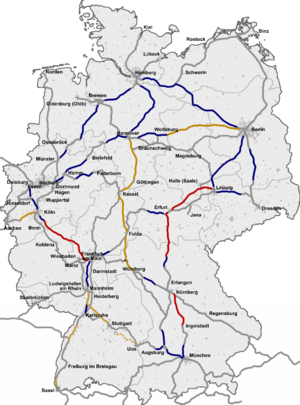 Binz
Kiel
Rostock
Lübeck
Norden
Hamburg
Schwerin
Bremen
Oldenburg (Oldb)
Osnabrück
Hannover
Wolfsburg
Berlin
Braunschweig
Münster
Bielefeld
Magdeburg
Hamm
Paderborn
Duisburg
Bochum
Essen
Dortmund
Hagen
Göttingen
Halle (Saale)
Leipzig
Düsseldorf
Wuppertal
Kassel
Köln
Erfurt
Dresden
Aachen
Bonn
Jena
Koblenz
Fulda
Frankfurt
Wiesbaden
Main
Mainz
Darmstadt
Würzburg
Erlangen
Ludwigshafen
am Rhein
Mannheim
Nürnberg
Heidelberg
Saarbrücken
Regensburg
Karlsruhe
Stuttgart
Ingolstadt
Ulm
Augsburg
München
Freiburg im Breisgau
Basel